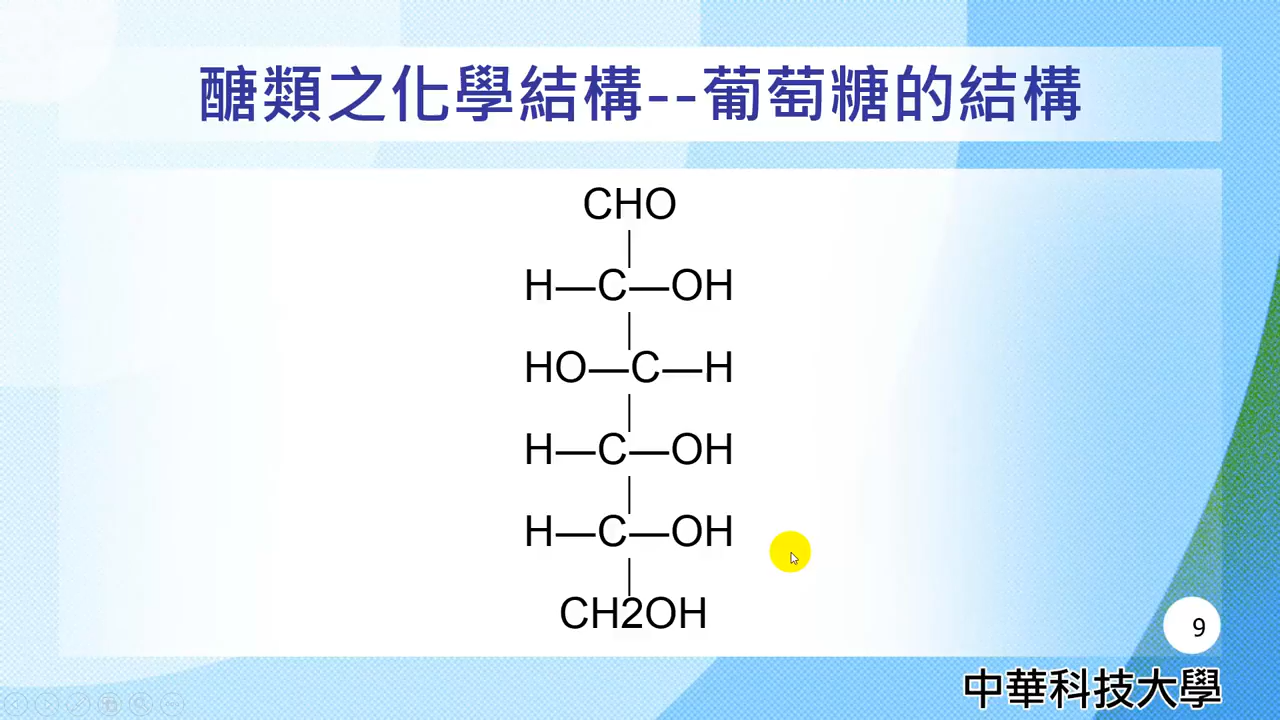 醣類之化學結構--葡萄糖的結構
CHO
|
H—C—OH
|
HO—C—H
|
H—C—OH
|
H—C—OH
|
CH2OH
9
中華科技大學